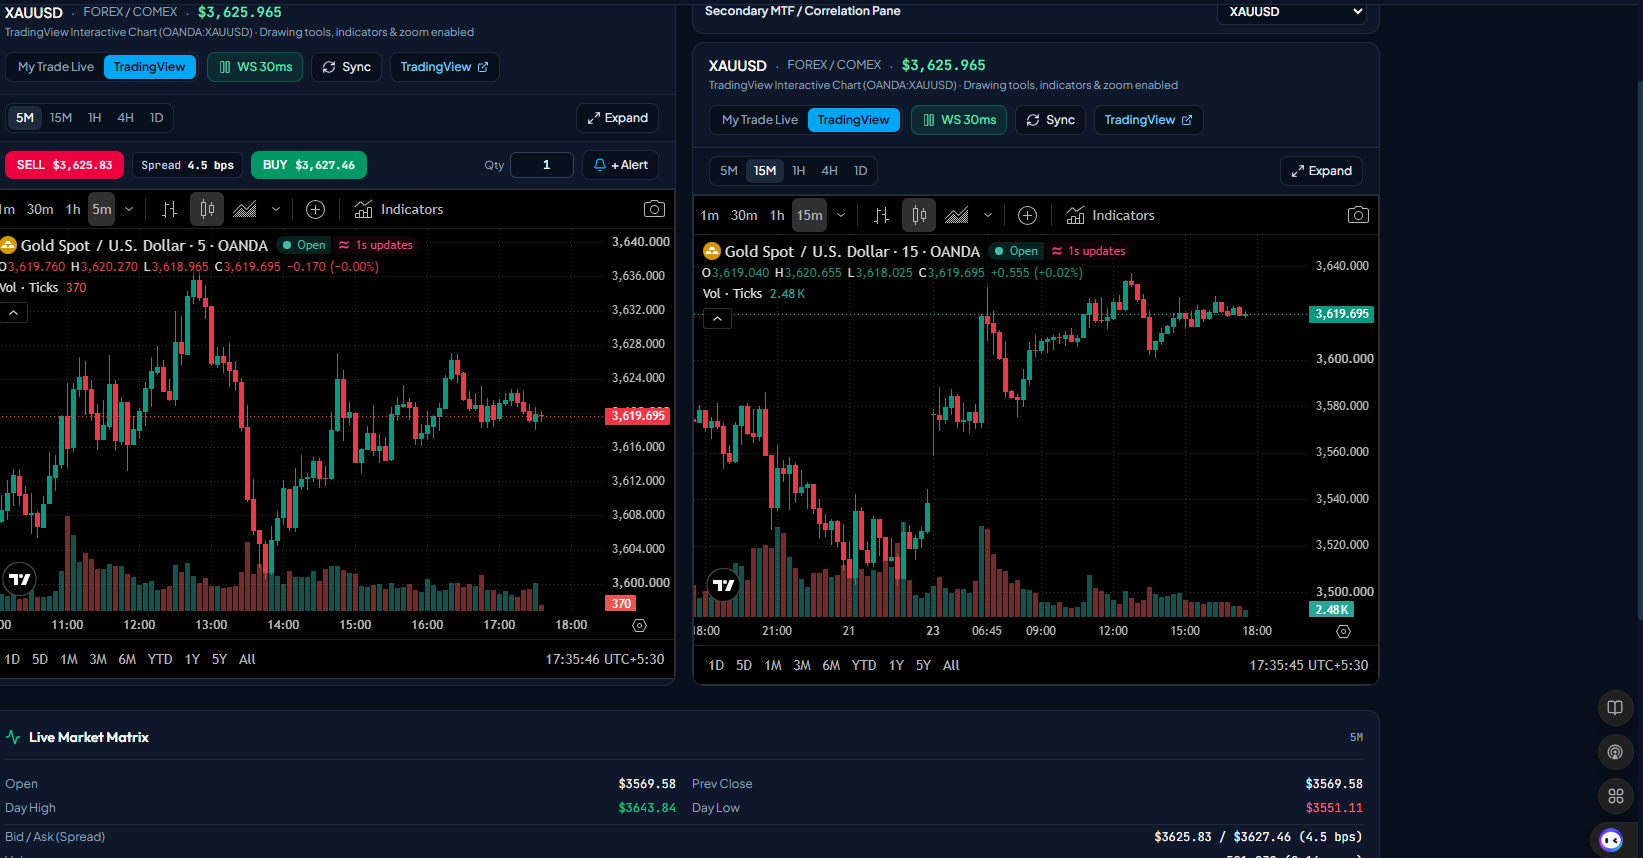 XAUUSD · FOREX / COMEX · $3,625.965
TradingView Interactive Chart (OANDA:XAUUSD) · Drawing tools, indicators & zoom enabled
My Trade Live TradingView WS 30ms Sync TradingView
5M 15M 1H 4H 1D Expand
SELL $3,625.83 Spread 4.5 bps BUY $3,627.46 Qty 1 + Alert
1m 30m 1h 5m Indicators
Gold Spot / U.S. Dollar · 5 · OANDA Open 1s updates
O3,619.760 H3,620.270 L3,618.965 C3,619.695 −0.170 (−0.00%)
Vol · Ticks 370
3,640.000
3,636.000
3,632.000
3,628.000
3,624.000
3,619.695
3,616.000
3,612.000
3,608.000
3,604.000
3,600.000
370
00 11:00 12:00 13:00 14:00 15:00 16:00 17:00 18:00
1D 5D 1M 3M 6M YTD 1Y 5Y All 17:35:46 UTC+5:30
Secondary MTF / Correlation Pane XAUUSD
XAUUSD · FOREX / COMEX · $3,625.965
TradingView Interactive Chart (OANDA:XAUUSD) · Drawing tools, indicators & zoom enabled
My Trade Live TradingView WS 30ms Sync TradingView
5M 15M 1H 4H 1D Expand
1m 30m 1h 15m Indicators
Gold Spot / U.S. Dollar · 15 · OANDA Open 1s updates
O3,619.040 H3,620.655 L3,618.025 C3,619.695 +0.555 (+0.02%)
Vol · Ticks 2.48 K
3,640.000
3,619.695
3,600.000
3,580.000
3,560.000
3,540.000
3,520.000
3,500.000
2.48 K
18:00 21:00 21 23 06:45 09:00 12:00 15:00 18:00
1D 5D 1M 3M 6M YTD 1Y 5Y All 17:35:45 UTC+5:30
Live Market Matrix 5M
Open $3569.58 Prev Close $3569.58
Day High $3643.84 Day Low $3551.11
Bid / Ask (Spread) $3625.83 / $3627.46 (4.5 bps)